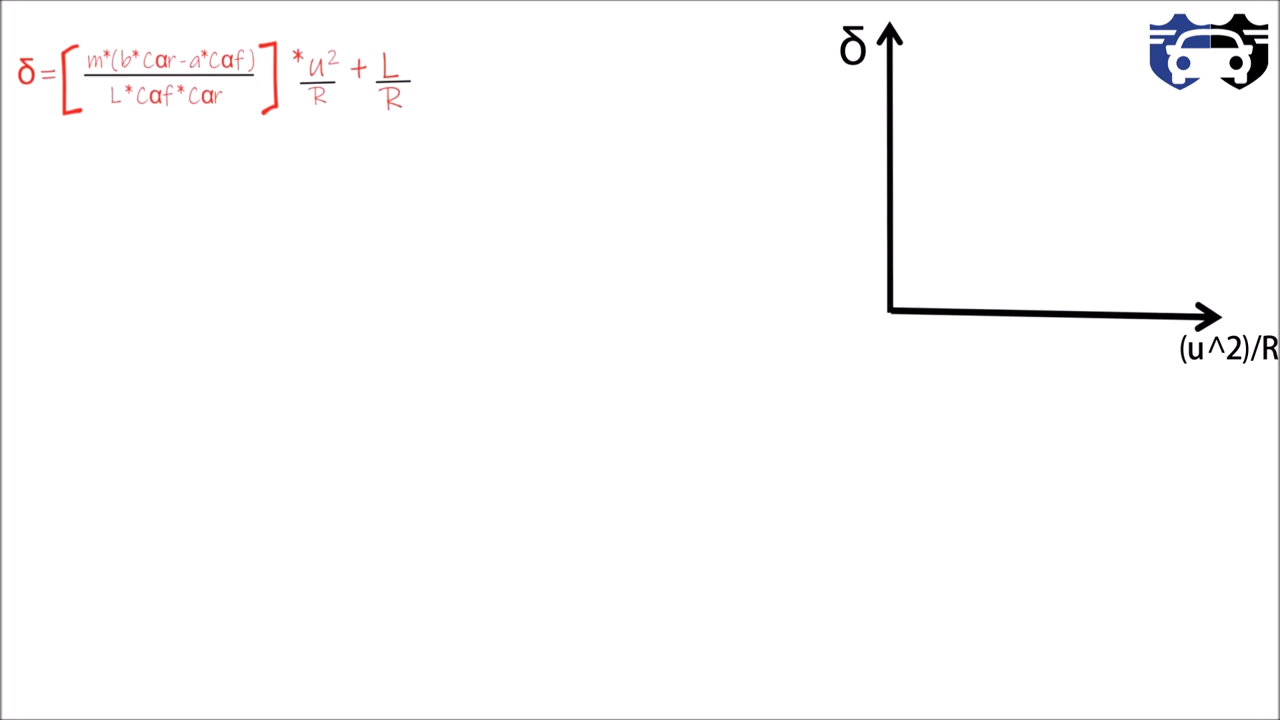 δ = [ m*(b*Cαr-a*Cαf) / L*Cαf*Cαr ] *u²/R + L/R
δ
(u^2)/R